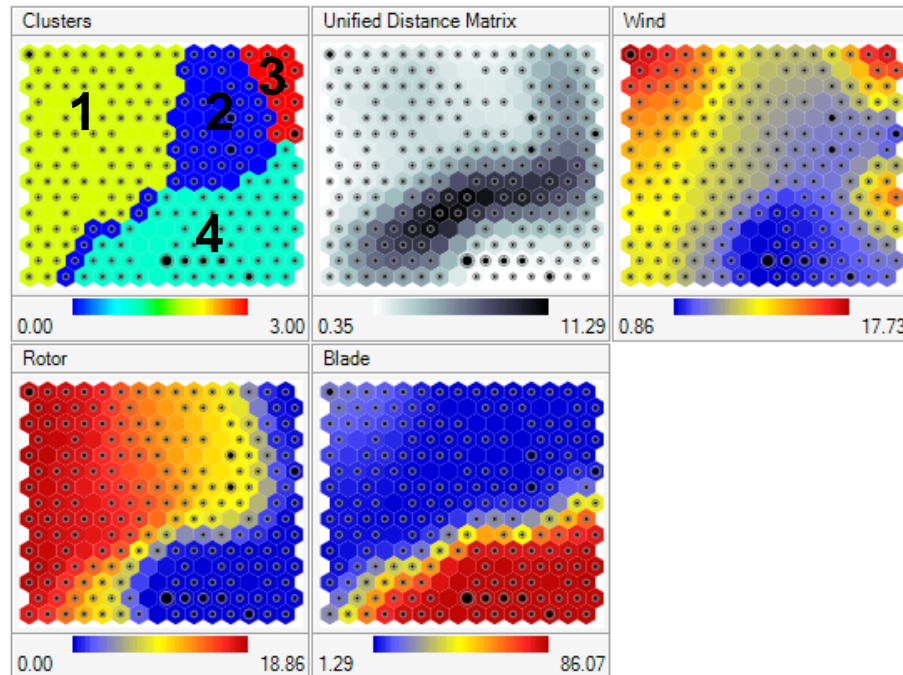 Clusters
Unified Distance Matrix
Wind
1
2
3
4
0.00
3.00
0.35
11.29
0.86
17.73
Rotor
Blade
0.00
18.86
1.29
86.07